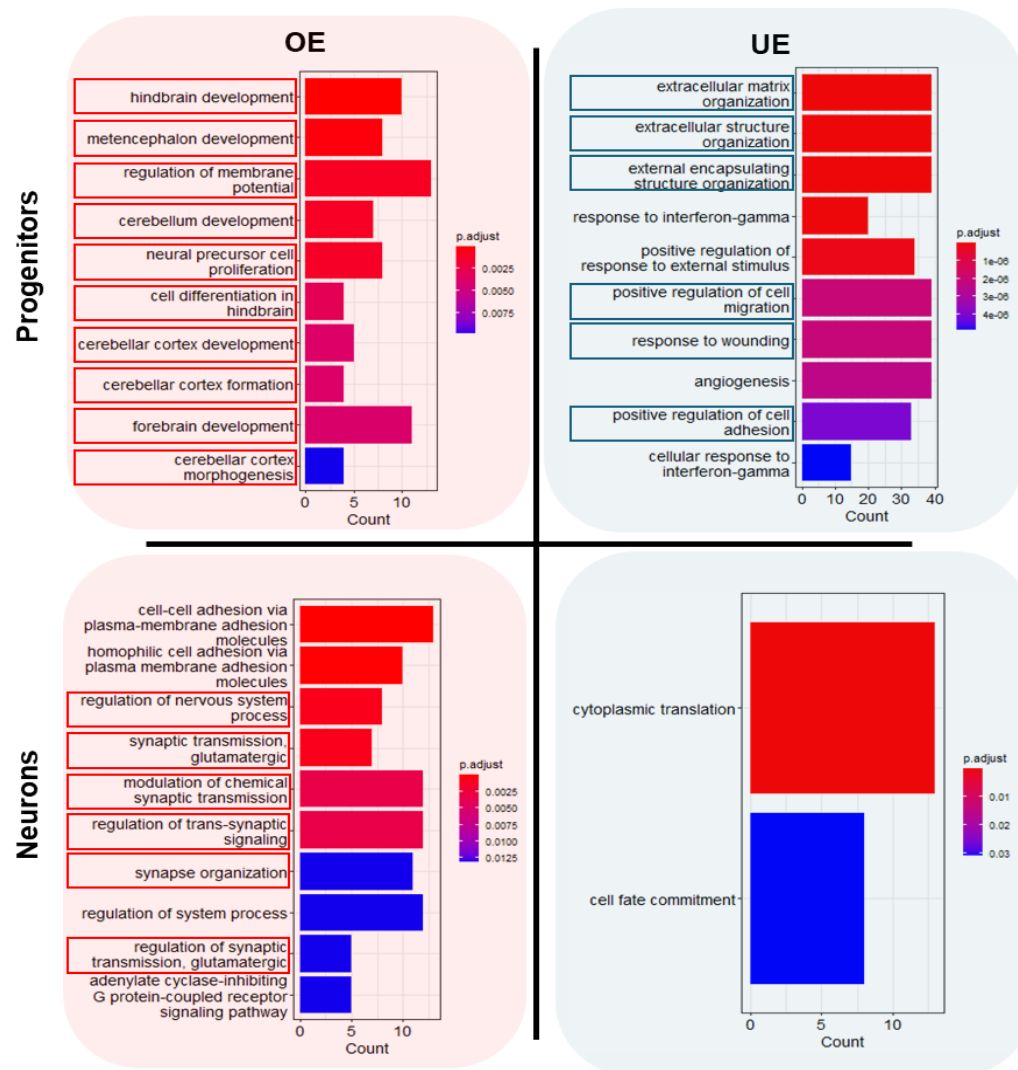 OE
UE
Progenitors
hindbrain development
metencephalon development
regulation of membrane
potential
cerebellum development
neural precursor cell
proliferation
cell differentiation in
hindbrain
cerebellar cortex development
cerebellar cortex formation
forebrain development
cerebellar cortex
morphogenesis
0 5 10
Count
p.adjust
0.0025
0.0050
0.0075
extracellular matrix
organization
extracellular structure
organization
external encapsulating
structure organization
response to interferon-gamma
positive regulation of
response to external stimulus
positive regulation of cell
migration
response to wounding
angiogenesis
positive regulation of cell
adhesion
cellular response to
interferon-gamma
0 10 20 30 40
Count
p.adjust
1e-06
2e-06
3e-06
4e-06
Neurons
cell-cell adhesion via
plasma-membrane adhesion
molecules
homophilic cell adhesion via
plasma membrane adhesion
molecules
regulation of nervous system
process
synaptic transmission,
glutamatergic
modulation of chemical
synaptic transmission
regulation of trans-synaptic
signaling
synapse organization
regulation of system process
regulation of synaptic
transmission, glutamatergic
adenylate cyclase-inhibiting
G protein-coupled receptor
signaling pathway
0 5 10
Count
p.adjust
0.0025
0.0050
0.0075
0.0100
0.0125
cytoplasmic translation
cell fate commitment
0 5 10
Count
p.adjust
0.01
0.02
0.03